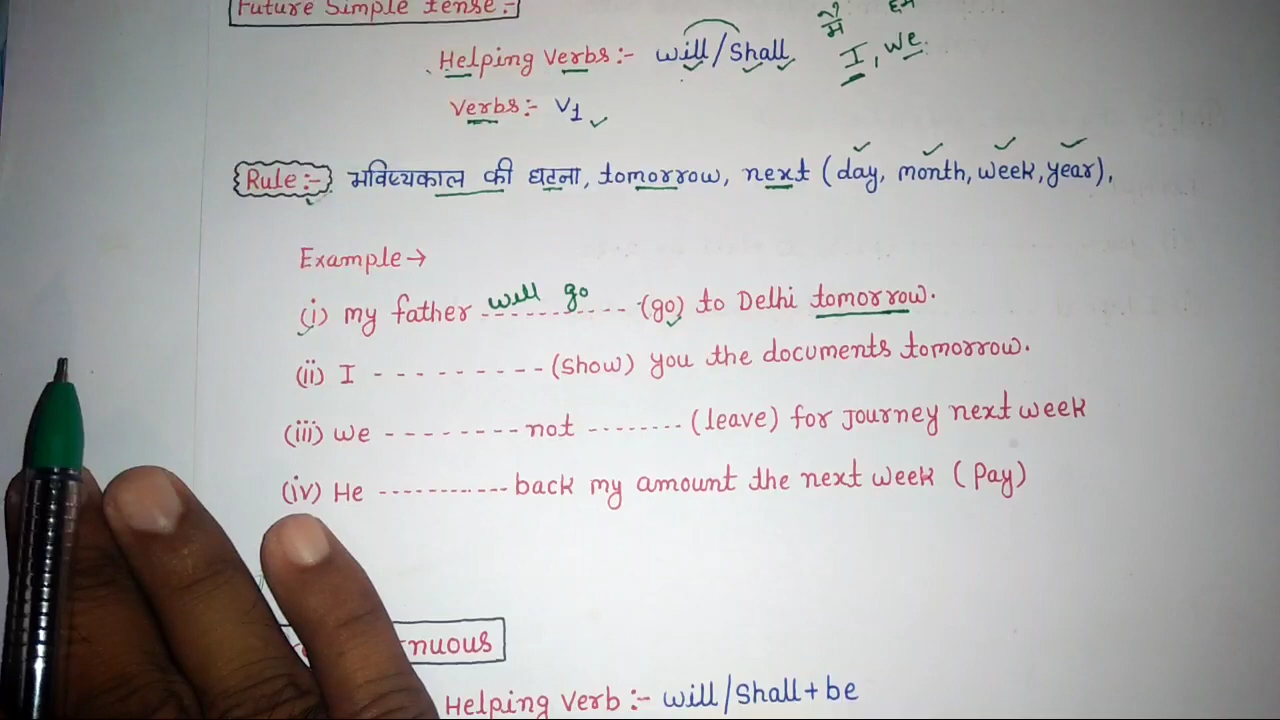 Future Simple tense:-
Helping Verbs:- will/Shall
मैं हम
I, we
Verbs:- V1
Rule:- भविष्यकाल की घटना, tomorrow, next (day, month, week, year),
Example→
(i) my father will go (go) to Delhi tomorrow.
(ii) I --------- (Show) you the documents tomorrow.
(iii) we -------- not -------- (leave) for Journey next week
(iv) He ----------- back my amount the next week (Pay)
nuous
Helping Verb:- will/Shall+be